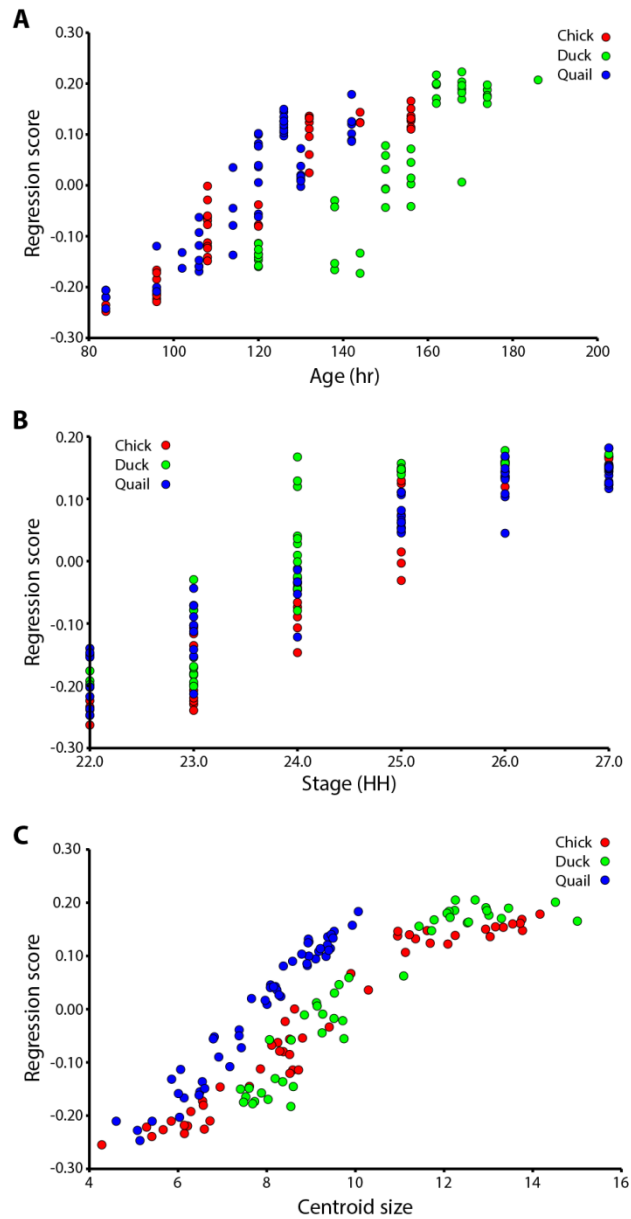 A
Chick
Duck
Quail
0.30
0.20
0.10
0.00
-0.10
-0.20
-0.30
Regression score
80
100
120
140
160
180
200
Age (hr)
B
Chick
Duck
Quail
0.20
0.10
0.00
-0.10
-0.20
-0.30
Regression score
22.0
23.0
24.0
25.0
26.0
27.0
Stage (HH)
C
Chick
Duck
Quail
0.30
0.20
0.10
0.00
-0.10
-0.20
-0.30
Regression score
4
6
8
10
12
14
16
Centroid size